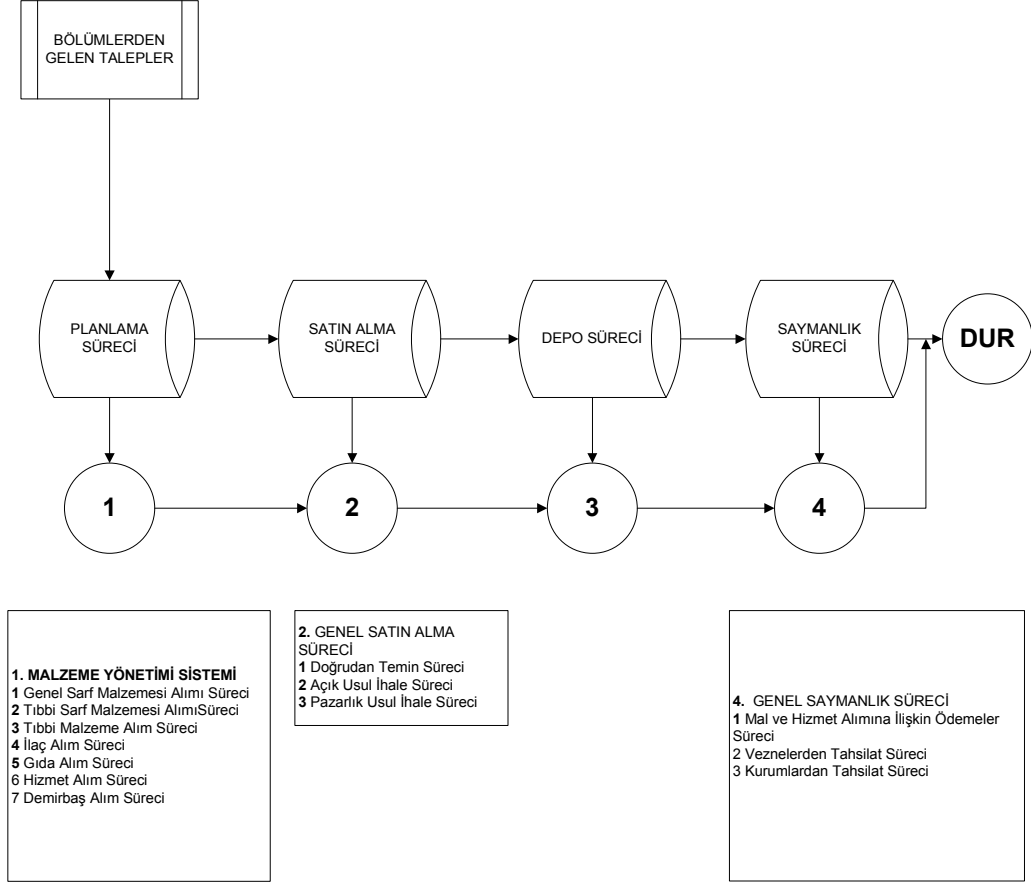 BÖLÜMLERDEN
GELEN TALEPLER
PLANLAMA
SÜRECİ
SATIN ALMA
SÜRECİ
DEPO SÜRECİ
SAYMANLIK
SÜRECİ
DUR
1
2
3
4
1. MALZEME YÖNETİMİ SİSTEMİ
1 Genel Sarf Malzemesi Alımı Süreci
2 Tıbbi Sarf Malzemesi AlımıSüreci
3 Tıbbi Malzeme Alım Süreci
4 İlaç Alım Süreci
5 Gıda Alım Süreci
6 Hizmet Alım Süreci
7 Demirbaş Alım Süreci
2. GENEL SATIN ALMA
SÜRECİ
1 Doğrudan Temin Süreci
2 Açık Usul İhale Süreci
3 Pazarlık Usul İhale Süreci
4. GENEL SAYMANLIK SÜRECİ
1 Mal ve Hizmet Alımına İlişkin Ödemeler
Süreci
2 Veznelerden Tahsilat Süreci
3 Kurumlardan Tahsilat Süreci